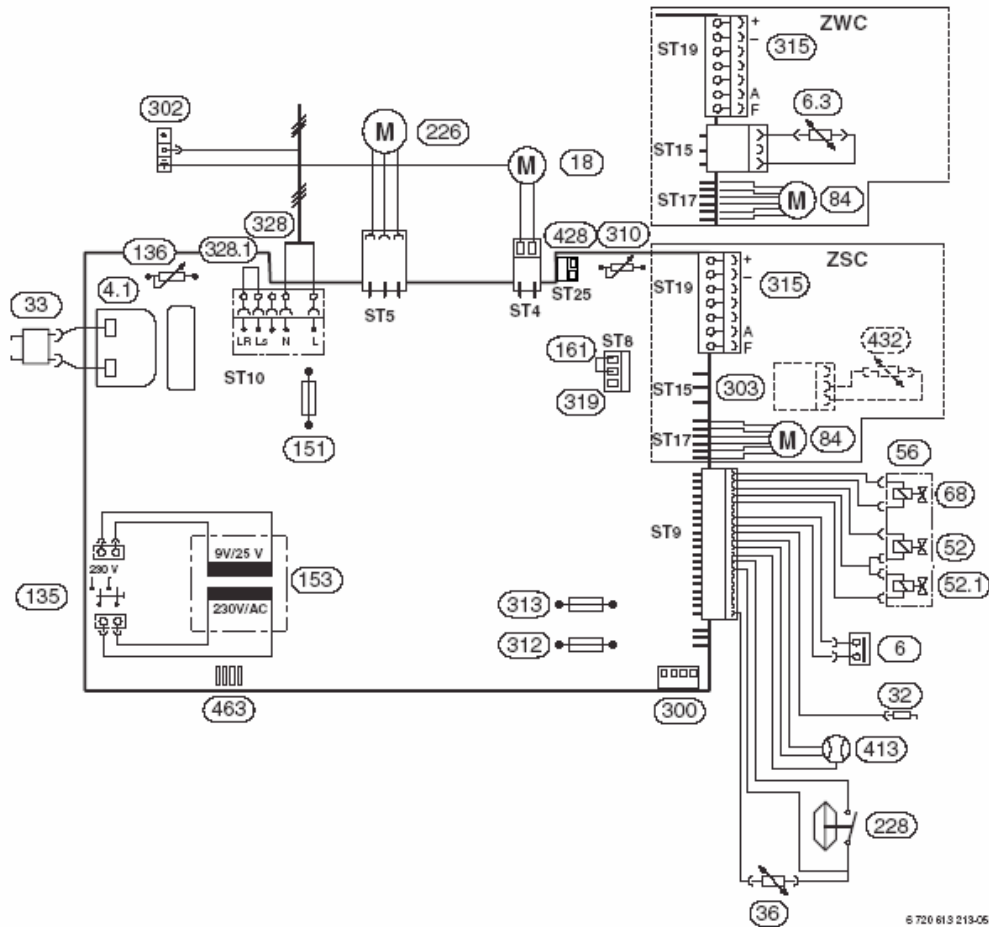 ZWC
ST19
+
–
315
A
F
6.3
ST15
ST17
M
84
302
M
226
M
18
328
136
328.1
428
310
4.1
33
ST25
ST5
ST4
LR
Ls
N
L
ST10
161
ST8
319
151
ZSC
ST19
+
–
315
A
F
432
ST15
303
ST17
M
84
56
68
ST9
52
52.1
9V/25 V
153
230 V
135
230V/AC
313
312
6
463
300
32
413
228
36
6 720 613 213-05